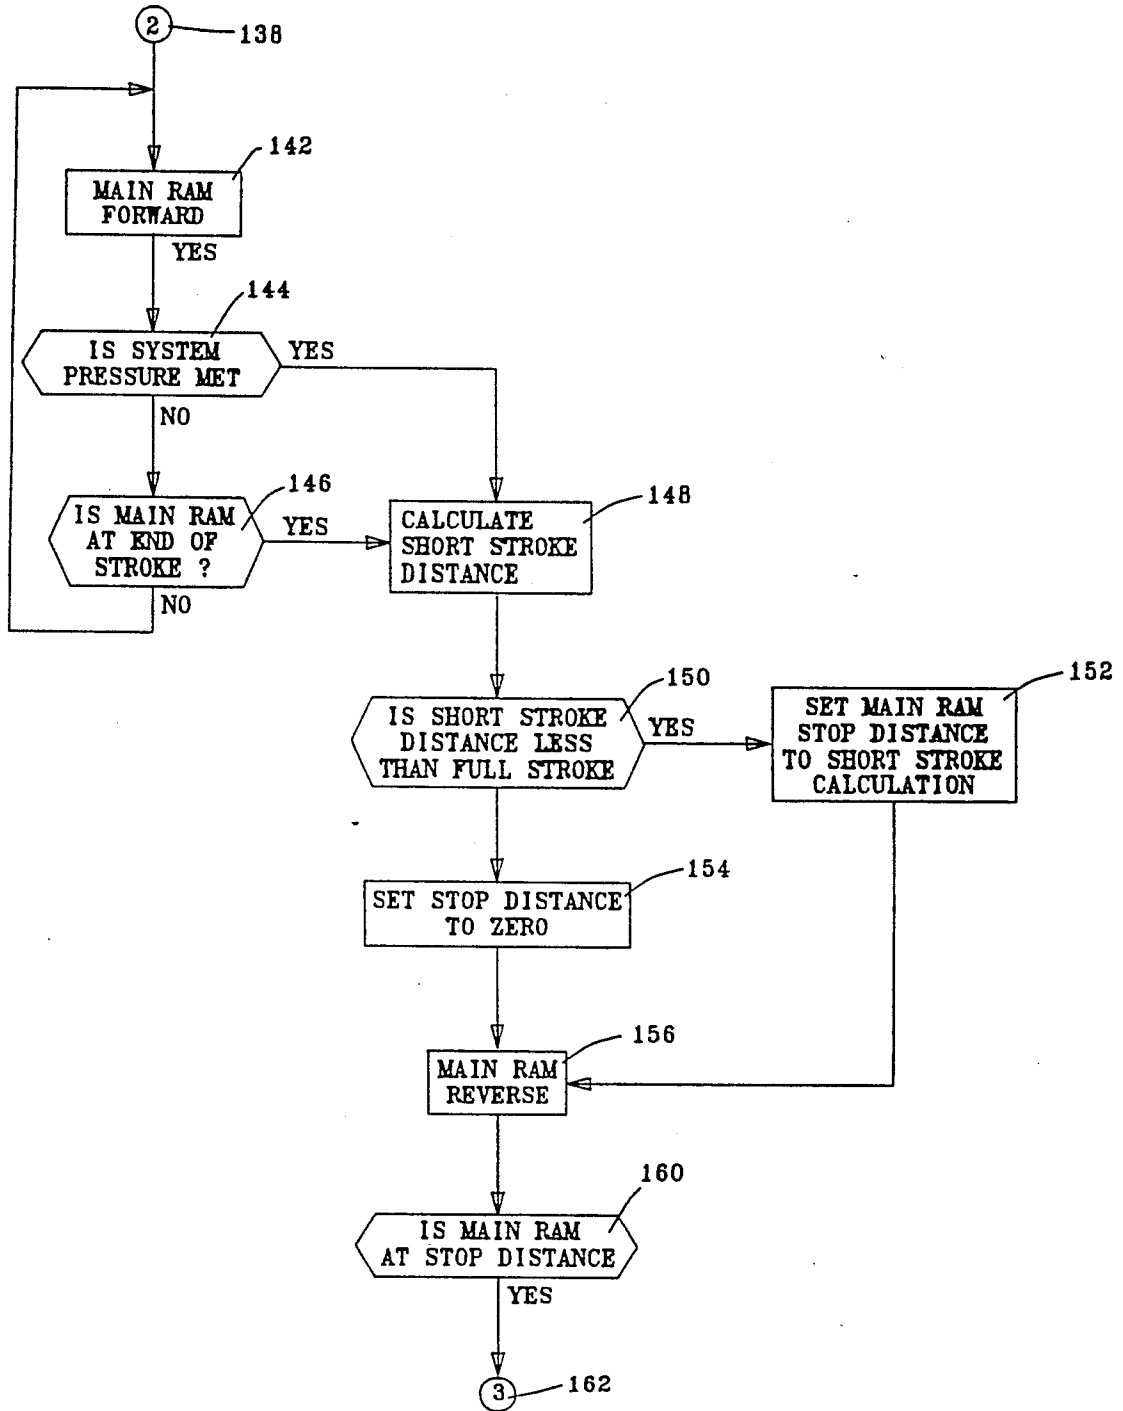 2
138
142
MAIN RAM
FORWARD
YES
144
IS SYSTEM
PRESSURE MET
YES
NO
146
IS MAIN RAM
AT END OF
STROKE ?
YES
NO
148
CALCULATE
SHORT STROKE
DISTANCE
150
IS SHORT STROKE
DISTANCE LESS
THAN FULL STROKE
YES
152
SET MAIN RAM
STOP DISTANCE
TO SHORT STROKE
CALCULATION
154
SET STOP DISTANCE
TO ZERO
156
MAIN RAM
REVERSE
160
IS MAIN RAM
AT STOP DISTANCE
YES
3
162